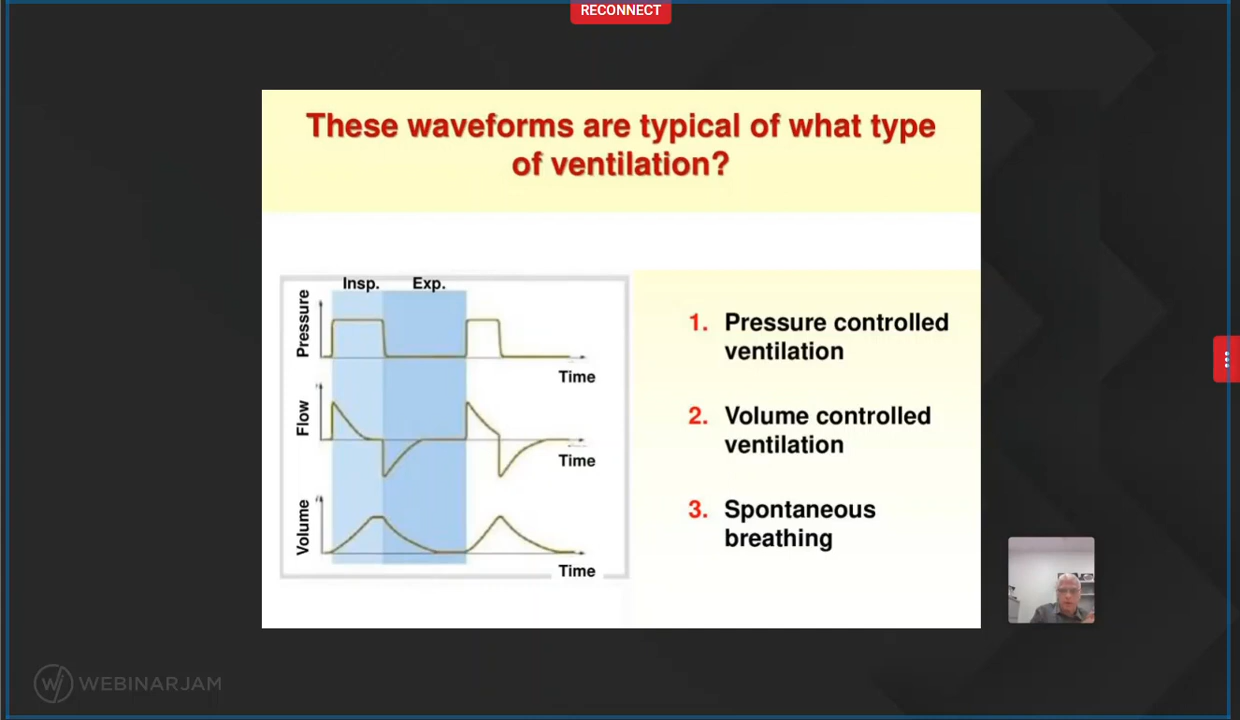 RECONNECT
These waveforms are typical of what type
of ventilation?
Insp. Exp.
Pressure
Time
Flow
Time
Volume
Time
1. Pressure controlled
ventilation
2. Volume controlled
ventilation
3. Spontaneous
breathing
WEBINARJAM